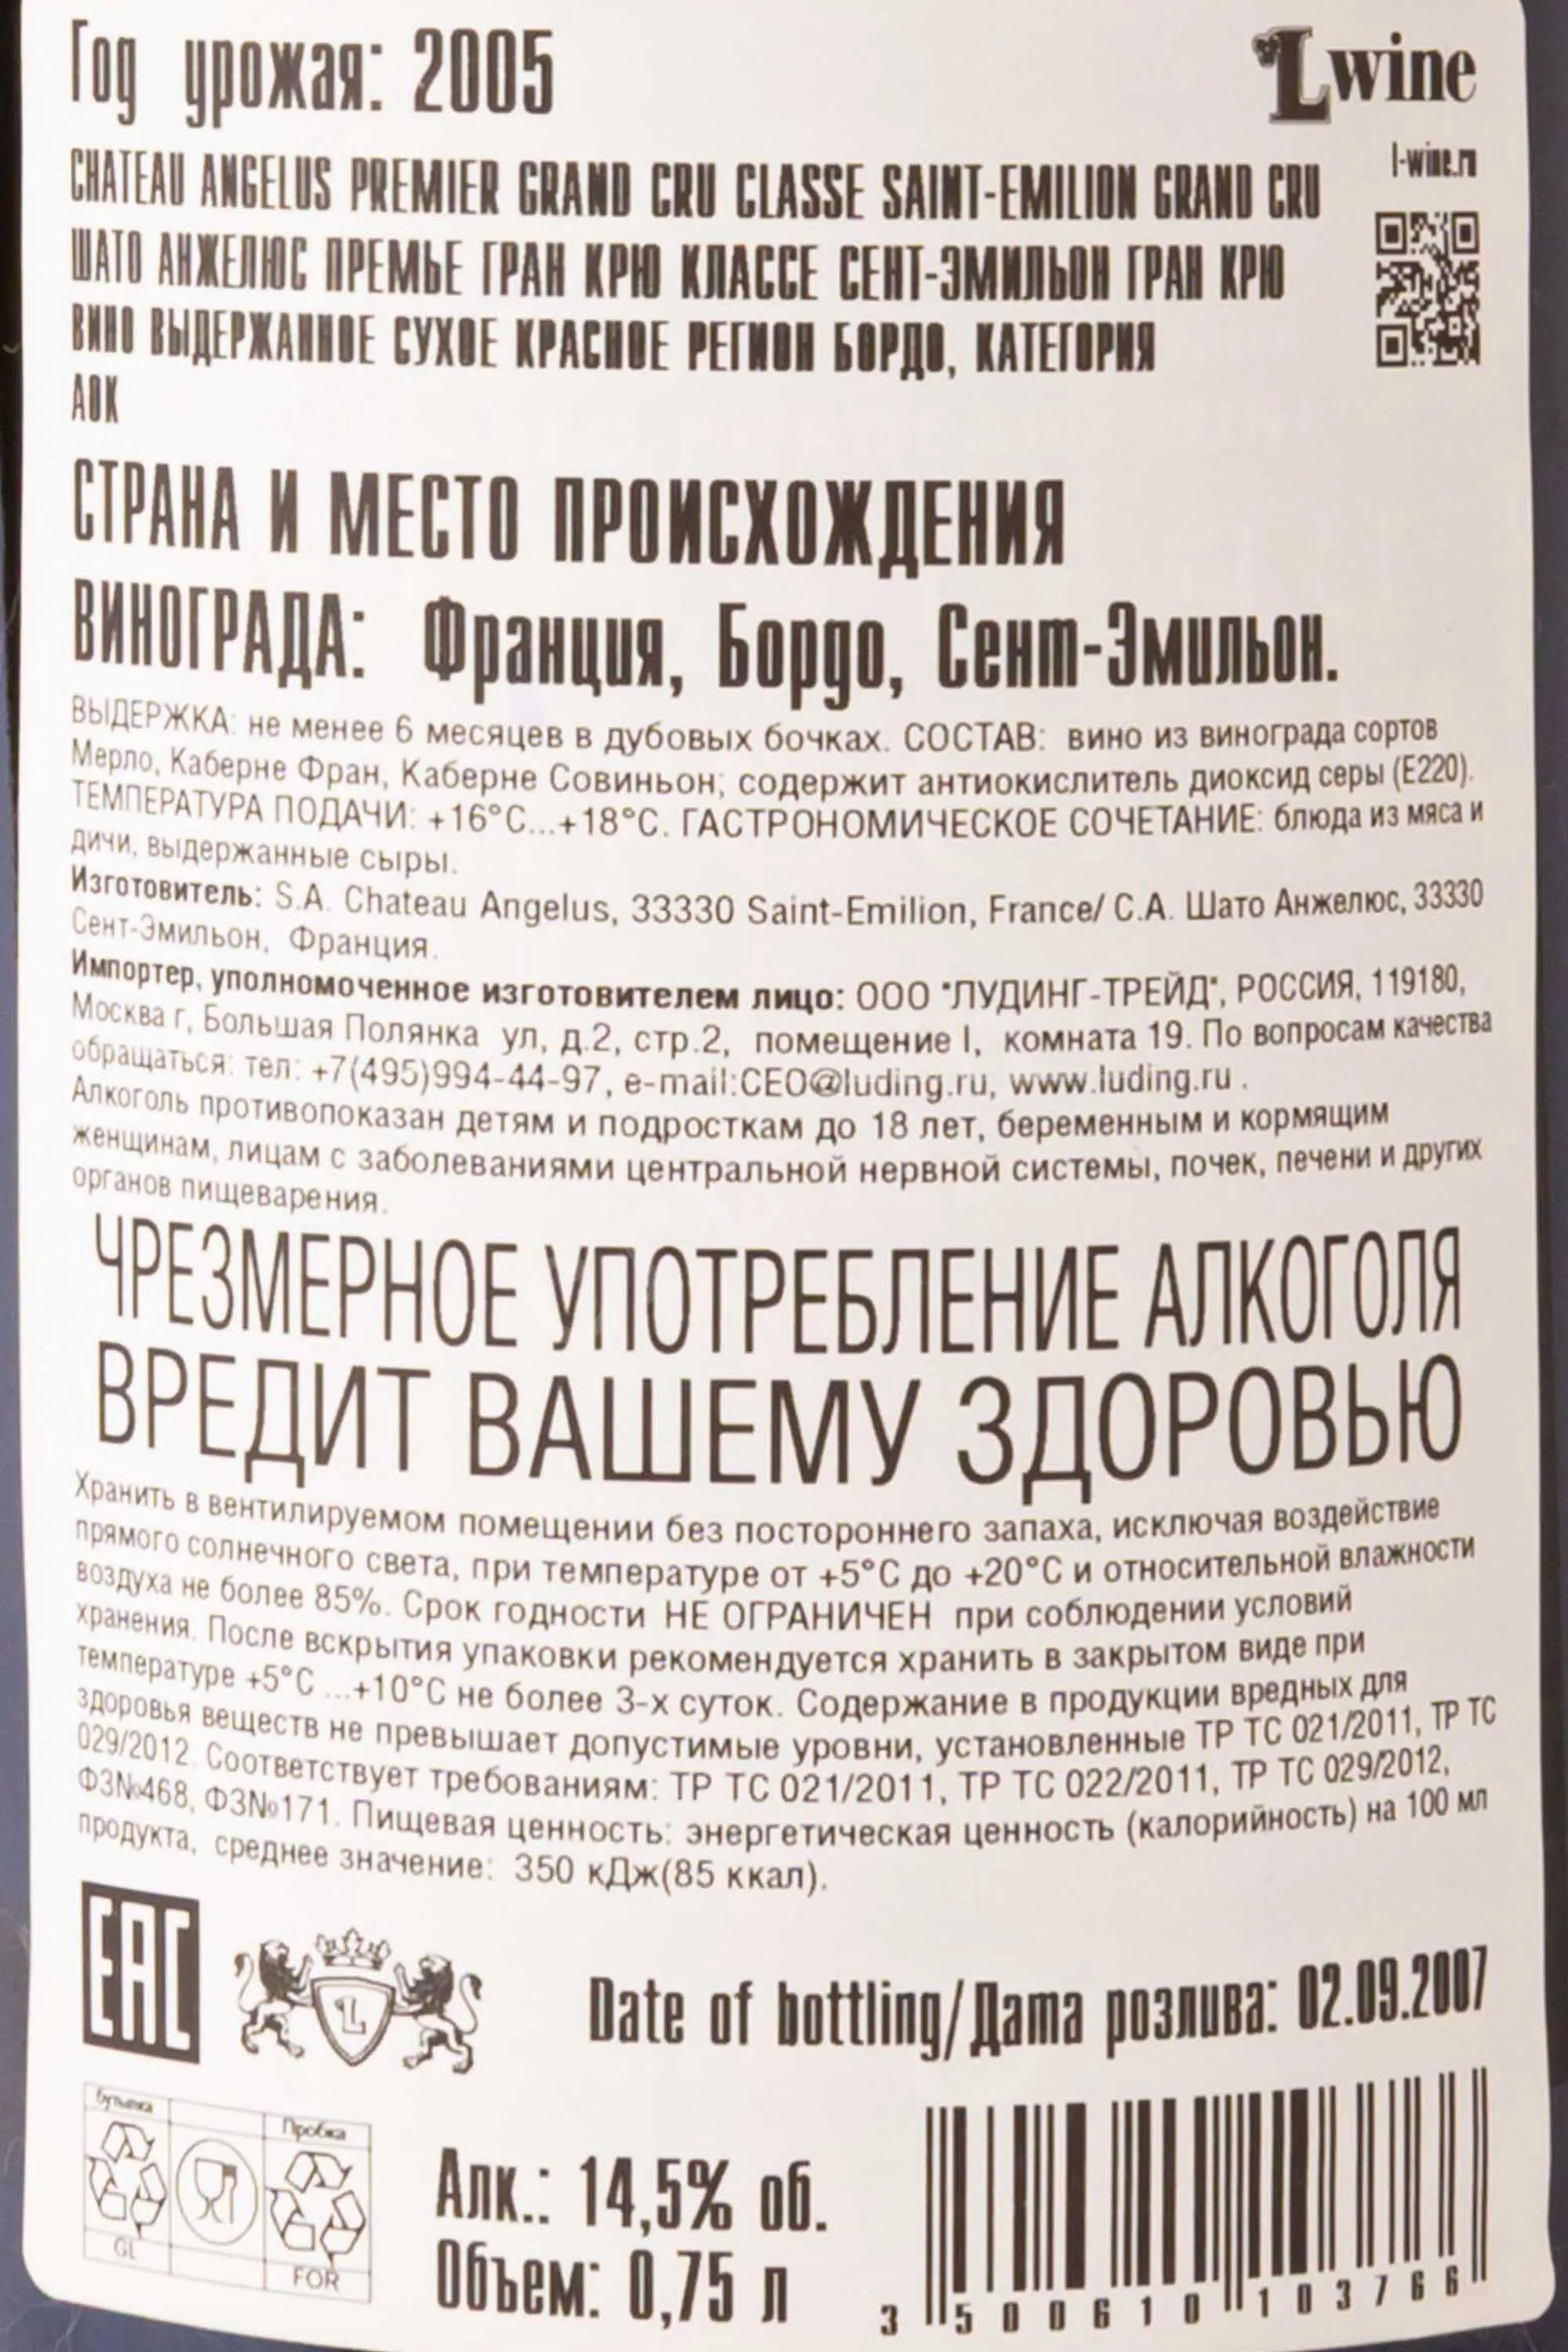 Год урожая: 2005
L wine
l-wine.ru
CHATEAU ANGELUS PREMIER GRAND CRU CLASSE SAINT-EMILION GRAND CRU
ШАТО АНЖЕЛЮС ПРЕМЬЕ ГРАН КРЮ КЛАССЕ СЕНТ-ЭМИЛЬОН ГРАН КРЮ
ВИНО ВЫДЕРЖАННОЕ СУХОЕ КРАСНОЕ РЕГИОН БОРДО, КАТЕГОРИЯ
АОК
СТРАНА И МЕСТО ПРОИСХОЖДЕНИЯ
ВИНОГРАДА: Франция, Бордо, Сент-Эмильон.
ВЫДЕРЖКА: не менее 6 месяцев в дубовых бочках. СОСТАВ: вино из винограда сортов
Мерло, Каберне Фран, Каберне Совиньон; содержит антиокислитель диоксид серы (Е220).
ТЕМПЕРАТУРА ПОДАЧИ: +16°С...+18°С. ГАСТРОНОМИЧЕСКОЕ СОЧЕТАНИЕ: блюда из мяса и
дичи, выдержанные сыры.
Изготовитель: S.A. Chateau Angelus, 33330 Saint-Emilion, France/ С.А. Шато Анжелюс, 33330
Сент-Эмильон, Франция.
Импортер, уполномоченное изготовителем лицо: ООО "ЛУДИНГ-ТРЕЙД", РОССИЯ, 119180,
Москва г, Большая Полянка ул, д.2, стр.2, помещение I, комната 19. По вопросам качества
обращаться: тел: +7(495)994-44-97, e-mail:CEO@luding.ru, www.luding.ru .
Алкоголь противопоказан детям и подросткам до 18 лет, беременным и кормящим
женщинам, лицам с заболеваниями центральной нервной системы, почек, печени и других
органов пищеварения.
ЧРЕЗМЕРНОЕ УПОТРЕБЛЕНИЕ АЛКОГОЛЯ
ВРЕДИТ ВАШЕМУ ЗДОРОВЬЮ
Хранить в вентилируемом помещении без постороннего запаха, исключая воздействие
прямого солнечного света, при температуре от +5°С до +20°С и относительной влажности
воздуха не более 85%. Срок годности НЕ ОГРАНИЧЕН при соблюдении условий
хранения. После вскрытия упаковки рекомендуется хранить в закрытом виде при
температуре +5°С ...+10°С не более 3-х суток. Содержание в продукции вредных для
здоровья веществ не превышает допустимые уровни, установленные ТР ТС 021/2011, ТР ТС
029/2012. Соответствует требованиям: ТР ТС 021/2011, ТР ТС 022/2011, ТР ТС 029/2012,
ФЗ№468, ФЗ№171. Пищевая ценность: энергетическая ценность (калорийность) на 100 мл
продукта, среднее значение: 350 кДж(85 ккал).
EAC
L
Date of bottling/Дата розлива: 02.09.2007
бутылка
Пробка
GL
FOR
Алк.: 14,5% об.
Объем: 0,75 л
3 500610 103766